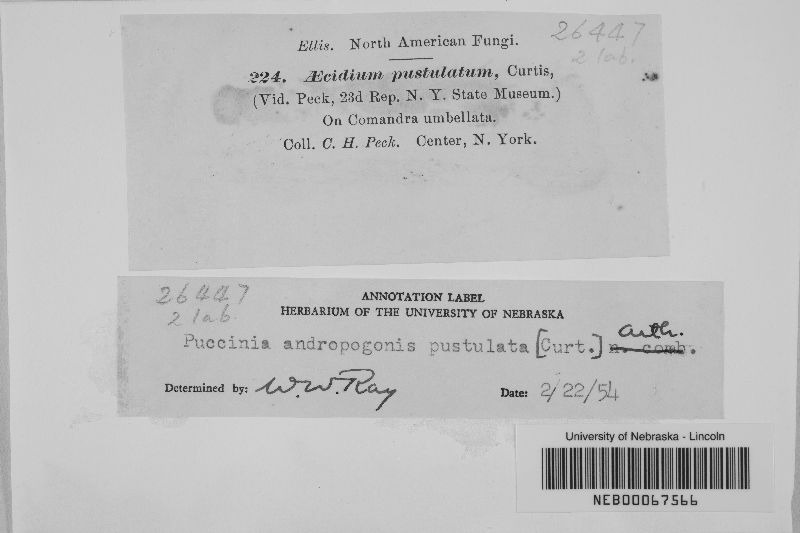 26447
2 lab.
Ellis. North American Fungi.
224. Æcidium pustulatum, Curtis,
(Vid. Peck, 23d Rep. N. Y. State Museum.)
On Comandra umbellata.
Coll. C. H. Peck. Center, N. York.
26447
2 lab.
ANNOTATION LABEL
HERBARIUM OF THE UNIVERSITY OF NEBRASKA
Arth.
Puccinia andropogonis pustulata [Curt.] n. comb.
Determined by: W.W. Ray Date: 2/22/54
University of Nebraska - Lincoln
NEB00067566